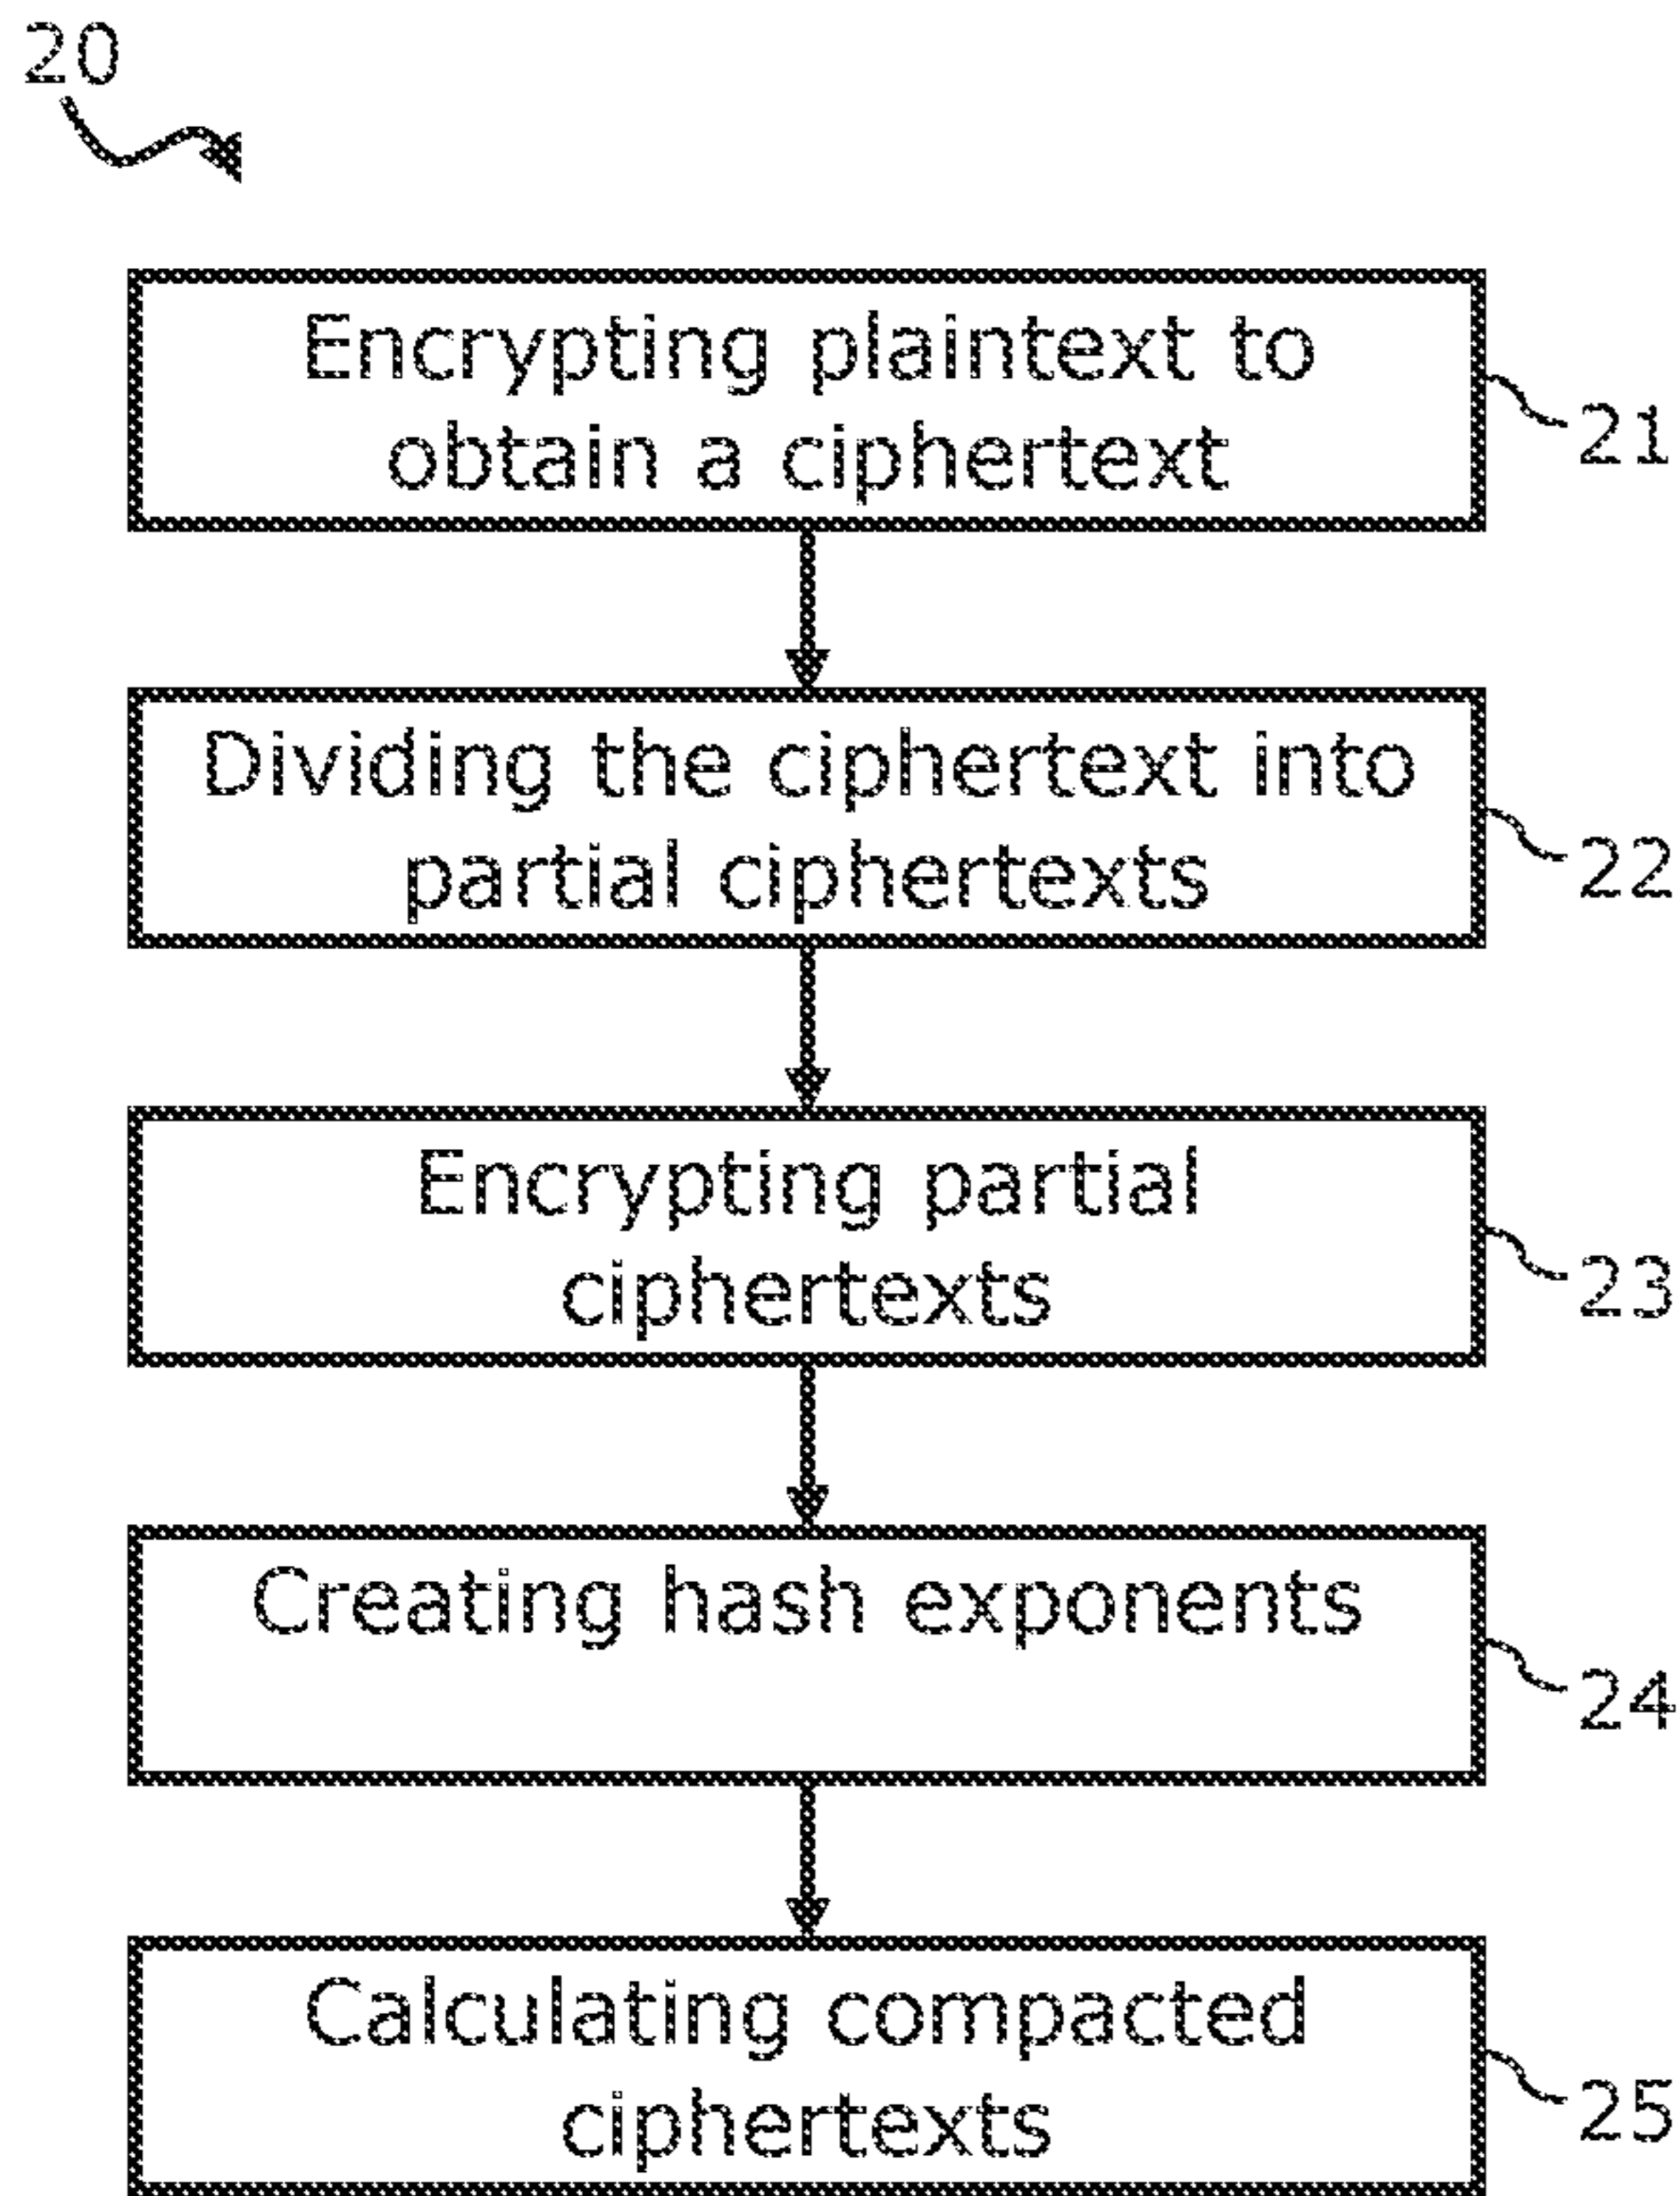 20
Encrypting plaintext to
obtain a ciphertext
21
Dividing the ciphertext into
partial ciphertexts
22
Encrypting partial
ciphertexts
23
Creating hash exponents
24
Calculating compacted
ciphertexts
25